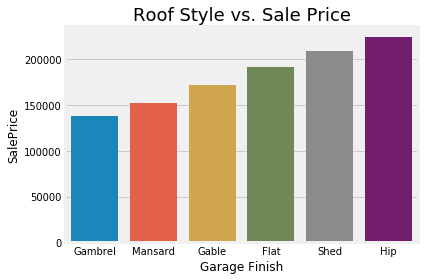 Roof Style vs. Sale Price
SalePrice
200000
150000
100000
50000
0
Gambrel Mansard Gable Flat Shed Hip
Garage Finish